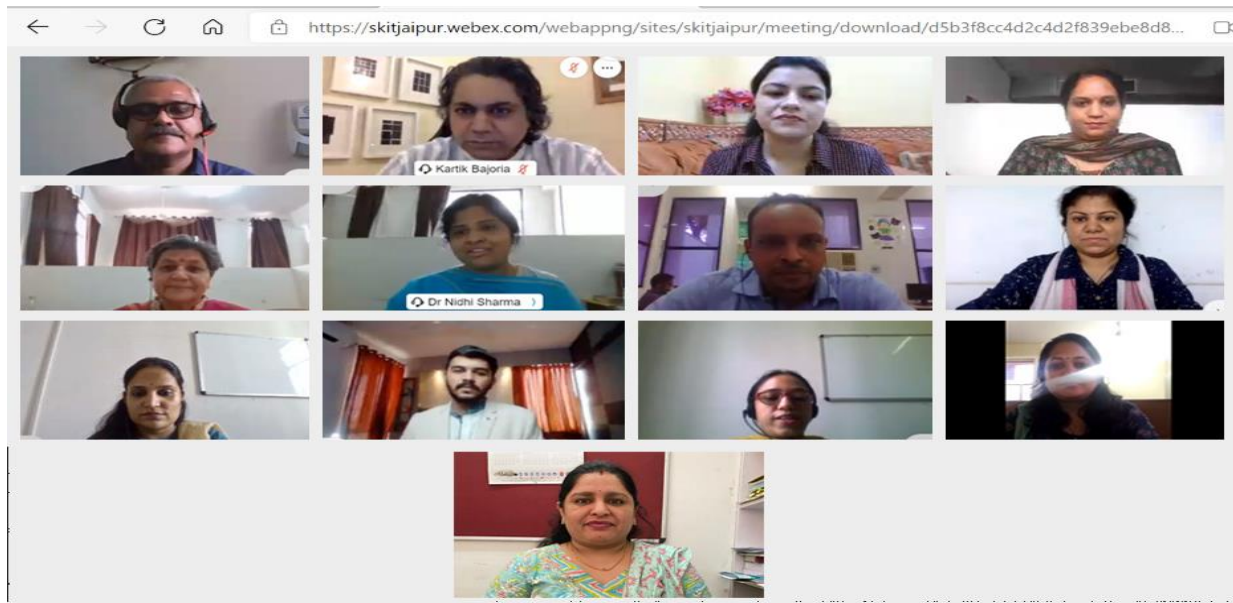 https://skitjaipur.webex.com/webappng/sites/skitjaipur/meeting/download/d5b3f8cc4d2c4d2f839ebe8d8...
Kartik Bajoria
Dr Nidhi Sharma